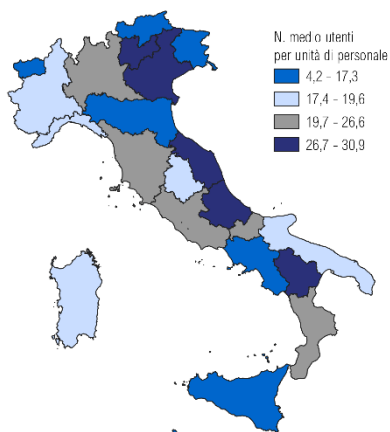 N. med o utenti
per unità di personale
4,2 - 17,3
17,4 - 19,6
19,7 - 26,6
26,7 - 30,9